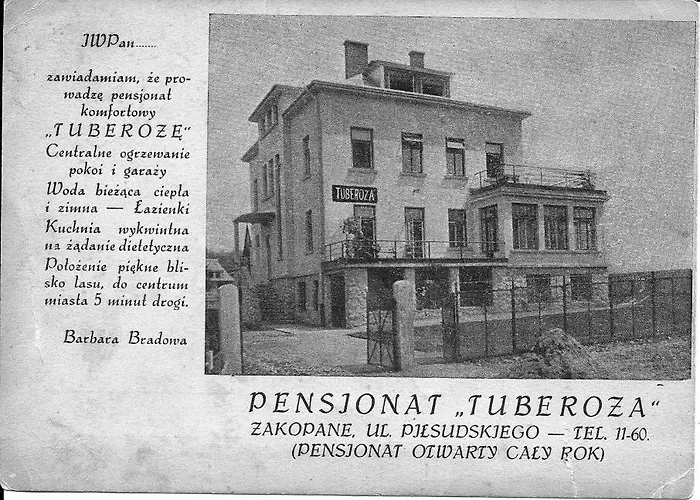 JWPan........
zawiadamiam, że pro-
wadzę pensjonat
komfortowy
„TUBEROZĘ“
Centralne ogrzewanie
pokoi i garaży
Woda bieżąca ciepła
i zimna — Łazienki
Kuchnia wykwintna
na żądanie dietetyczna
Położenie piękne bli-
sko lasu, do centrum
miasta 5 minut drogi.
Barbara Bradowa
TUBEROZA
PENSJONAT „TUBEROZA“
ZAKOPANE, UL. PIŁSUDSKIEGO — TEL. 11-60.
(PENSJONAT OTWARTY CAŁY ROK)